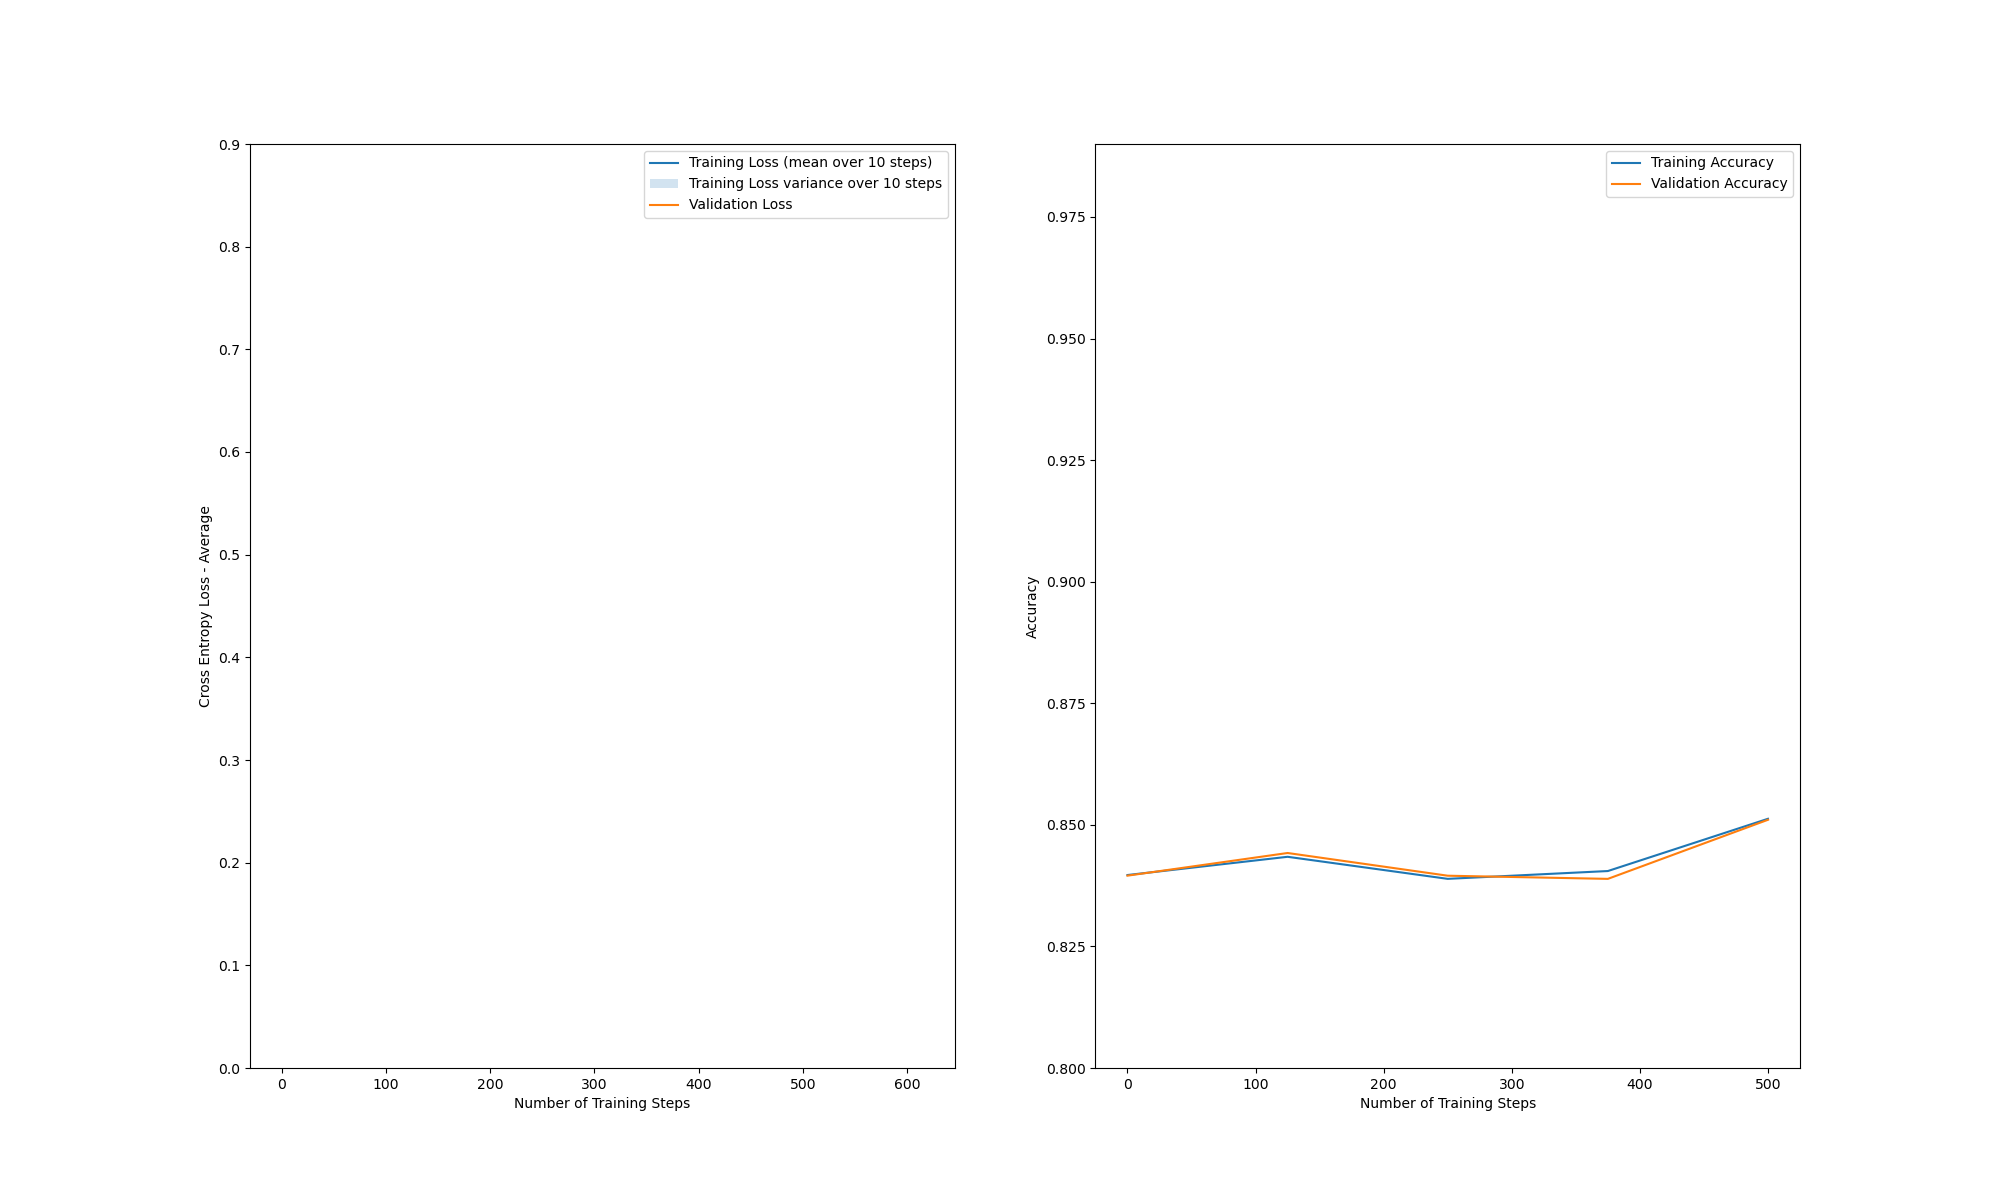 0.9
0.8
0.7
0.6
0.5
0.4
0.3
0.2
0.1
0.0
Cross Entropy Loss - Average
0 100 200 300 400 500 600
Number of Training Steps
Training Loss (mean over 10 steps)
Training Loss variance over 10 steps
Validation Loss
0.975
0.950
0.925
0.900
0.875
0.850
0.825
0.800
Accuracy
0 100 200 300 400 500
Number of Training Steps
Training Accuracy
Validation Accuracy